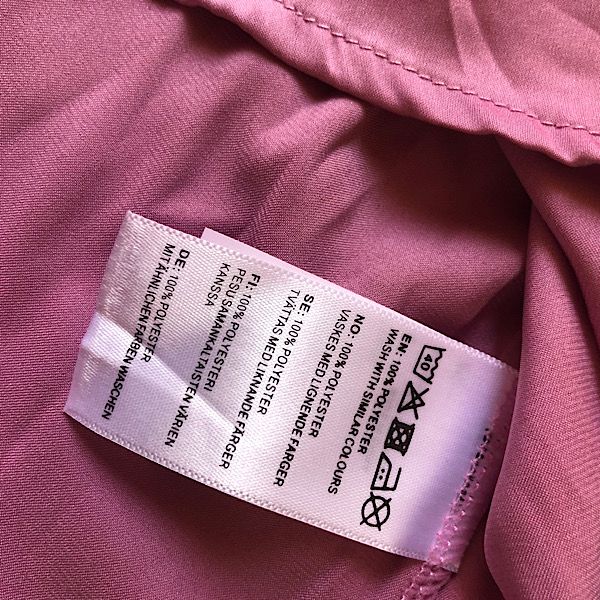 40
EN: 100% POLYESTER
WASH WITH SIMILAR COLOURS
NO: 100% POLYESTER
VASKES MED LIGNENDE FARGER
SE: 100% POLYESTER
TVÄTTAS MED LIKNANDE FÄRGER
FI: 100% POLYESTER
PESU SAMANKALTAISTEN VÄRIEN
KANSSA
DE: 100% POLYESTER
MIT ÄHNLICHEN FARBEN WASCHEN